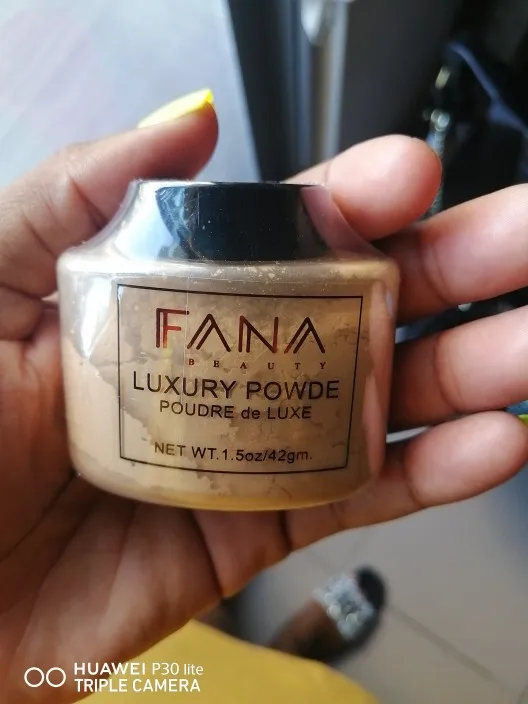 FANA
BEAUTY
LUXURY POWDE
POUDRE de LUXE
NET WT.1.5oz/42gm.
HUAWEI P30 lite
TRIPLE CAMERA